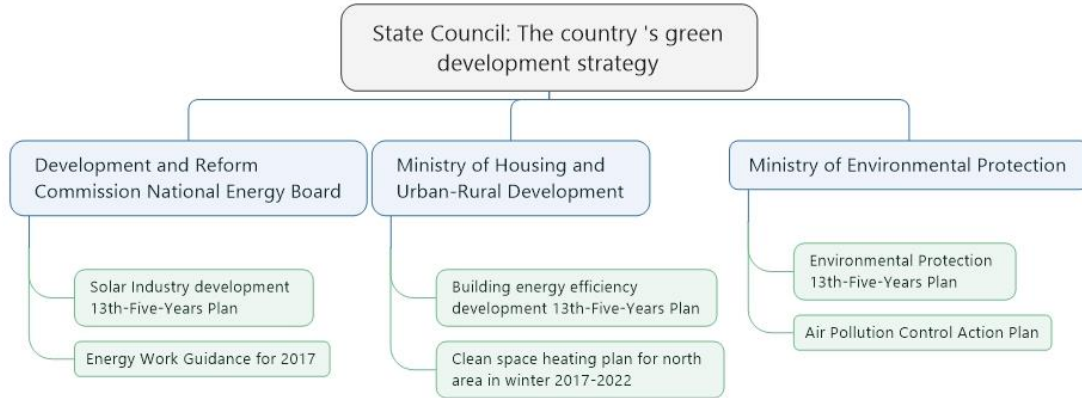 State Council: The country 's green
development strategy
Development and Reform
Commission National Energy Board
Ministry of Housing and
Urban-Rural Development
Ministry of Environmental Protection
Solar Industry development
13th-Five-Years Plan
Energy Work Guidance for 2017
Building energy efficiency
development 13th-Five-Years Plan
Clean space heating plan for north
area in winter 2017-2022
Environmental Protection
13th-Five-Years Plan
Air Pollution Control Action Plan